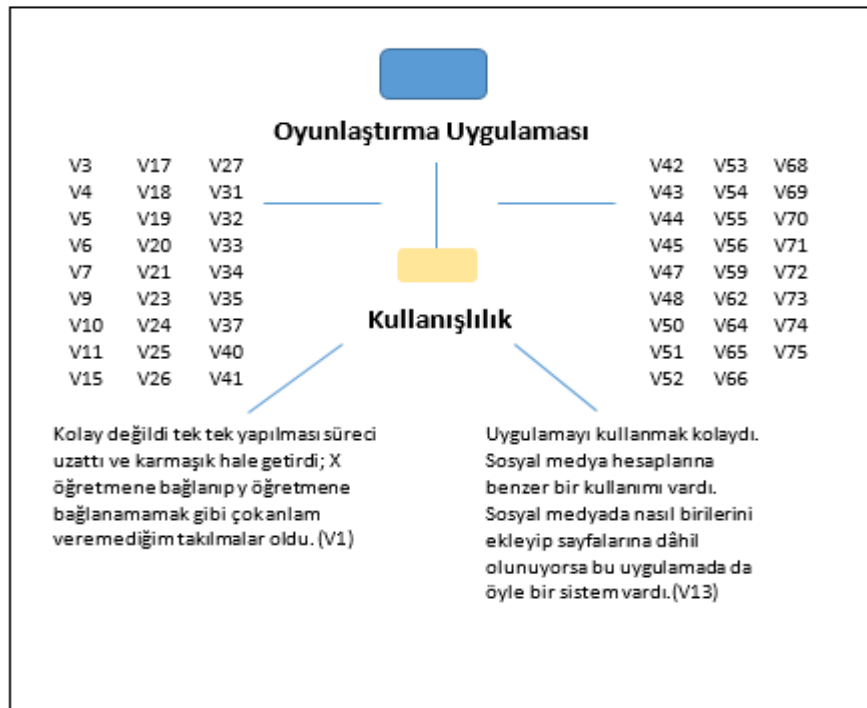 Oyunlaştırma Uygulaması
V3 V17 V27
V4 V18 V31
V5 V19 V32
V6 V20 V33
V7 V21 V34
V9 V23 V35
V10 V24 V37
V11 V25 V40
V15 V26 V41
V42 V53 V68
V43 V54 V69
V44 V55 V70
V45 V56 V71
V47 V59 V72
V48 V62 V73
V50 V64 V74
V51 V65 V75
V52 V66
Kullanışlılık
Kolay değildi tek tek yapılması süreci
uzattı ve karmaşık hale getirdi; X
öğretmene bağlanıp y öğretmene
bağlanamamak gibi çok anlam
veremediğim takılmalar oldu. (V1)
Uygulamayı kullanmak kolaydı.
Sosyal medya hesaplarına
benzer bir kullanımı vardı.
Sosyal medyada nasıl birilerini
ekleyip sayfalarına dâhil
olunuyorsa bu uygulamada da
öyle bir sistem vardı.(V13)